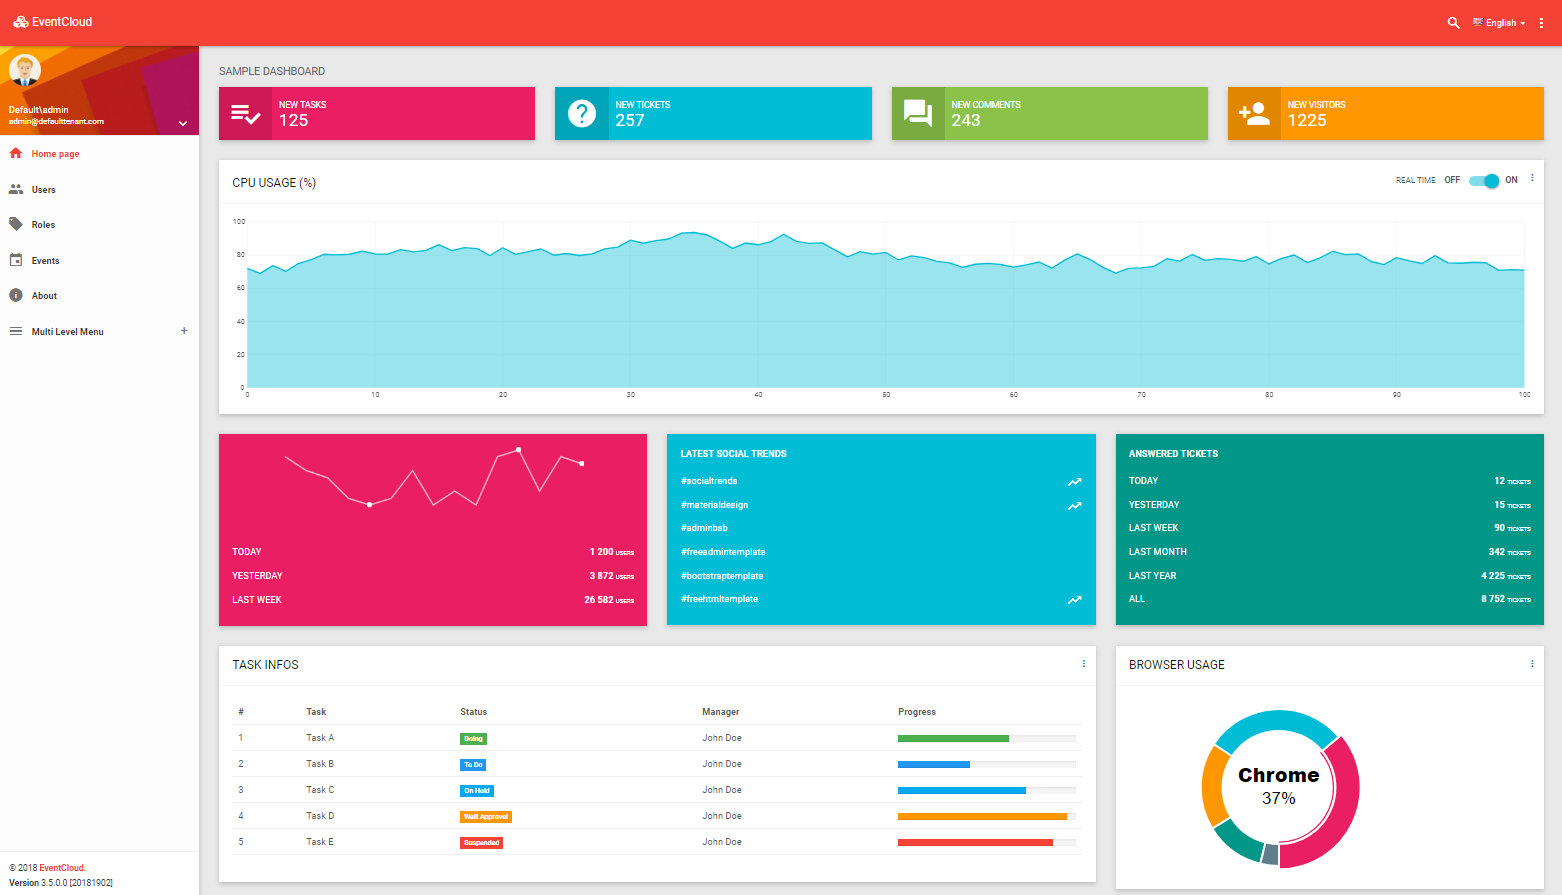 EventCloud
English
Default\admin
admin@defaulttenant.com
Home page
Users
Roles
Events
About
Multi Level Menu +
© 2018 EventCloud.
Version 3.5.0.0 [20181902]
SAMPLE DASHBOARD
NEW TASKS
125
NEW TICKETS
257
NEW COMMENTS
243
NEW VISITORS
1225
CPU USAGE (%)
REAL TIME OFF ON
100
80
60
40
20
0
0 10 20 30 40 50 60 70 80 90 100
TODAY 1 200 USERS
YESTERDAY 3 872 USERS
LAST WEEK 26 582 USERS
LATEST SOCIAL TRENDS
#socialtrends
#materialdesign
#adminbsb
#freeadmintemplate
#bootstraptemplate
#freehtmltemplate
ANSWERED TICKETS
TODAY 12 TICKETS
YESTERDAY 15 TICKETS
LAST WEEK 90 TICKETS
LAST MONTH 342 TICKETS
LAST YEAR 4 225 TICKETS
ALL 8 752 TICKETS
TASK INFOS
# Task Status Manager Progress
1 Task A Doing John Doe
2 Task B To Do John Doe
3 Task C On Hold John Doe
4 Task D Wait Approvel John Doe
5 Task E Suspended John Doe
BROWSER USAGE
Chrome
37%